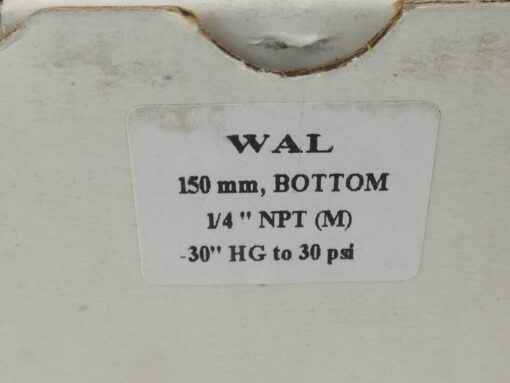 WAL
150 mm, BOTTOM
1/4 " NPT (M)
-30" HG to 30 psi